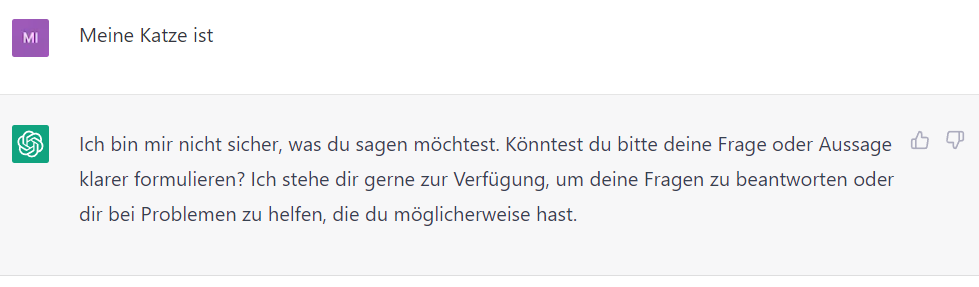 MI
Meine Katze ist
Ich bin mir nicht sicher, was du sagen möchtest. Könntest du bitte deine Frage oder Aussage
klarer formulieren? Ich stehe dir gerne zur Verfügung, um deine Fragen zu beantworten oder
dir bei Problemen zu helfen, die du möglicherweise hast.